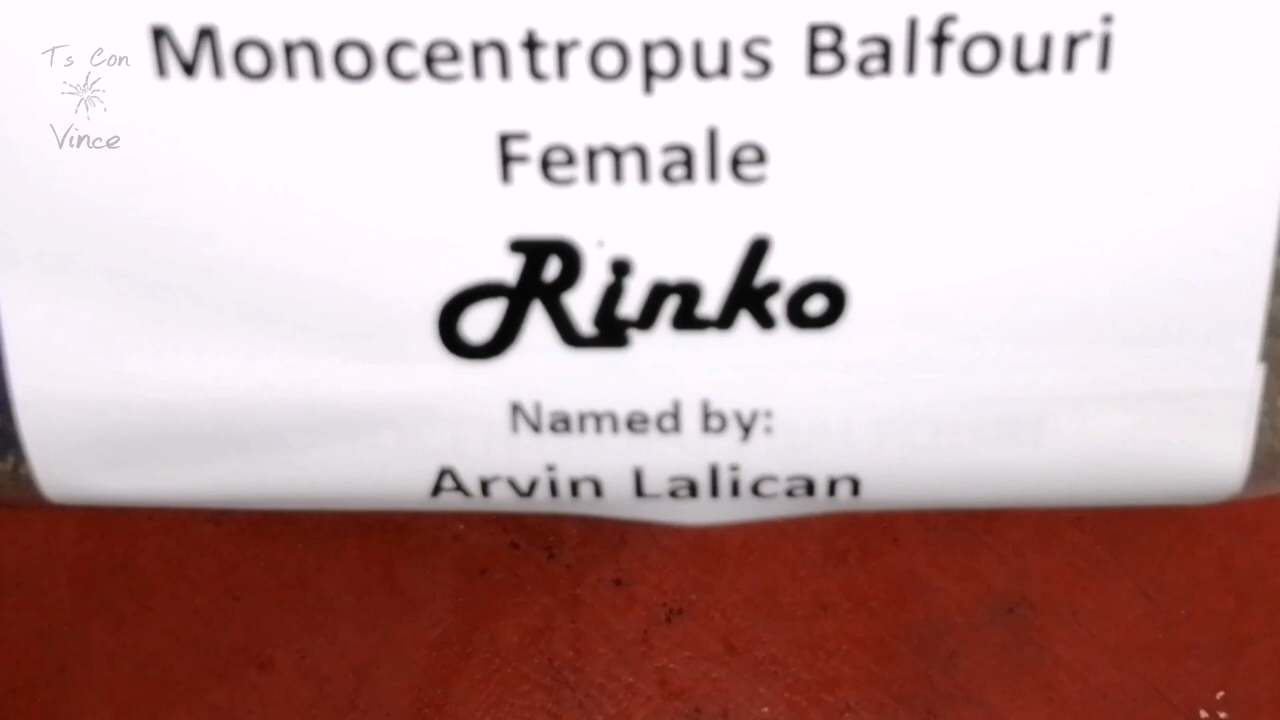 Ts Con
Vince
Monocentropus Balfouri
Female
Rinko
Named by:
Arvin Lalican